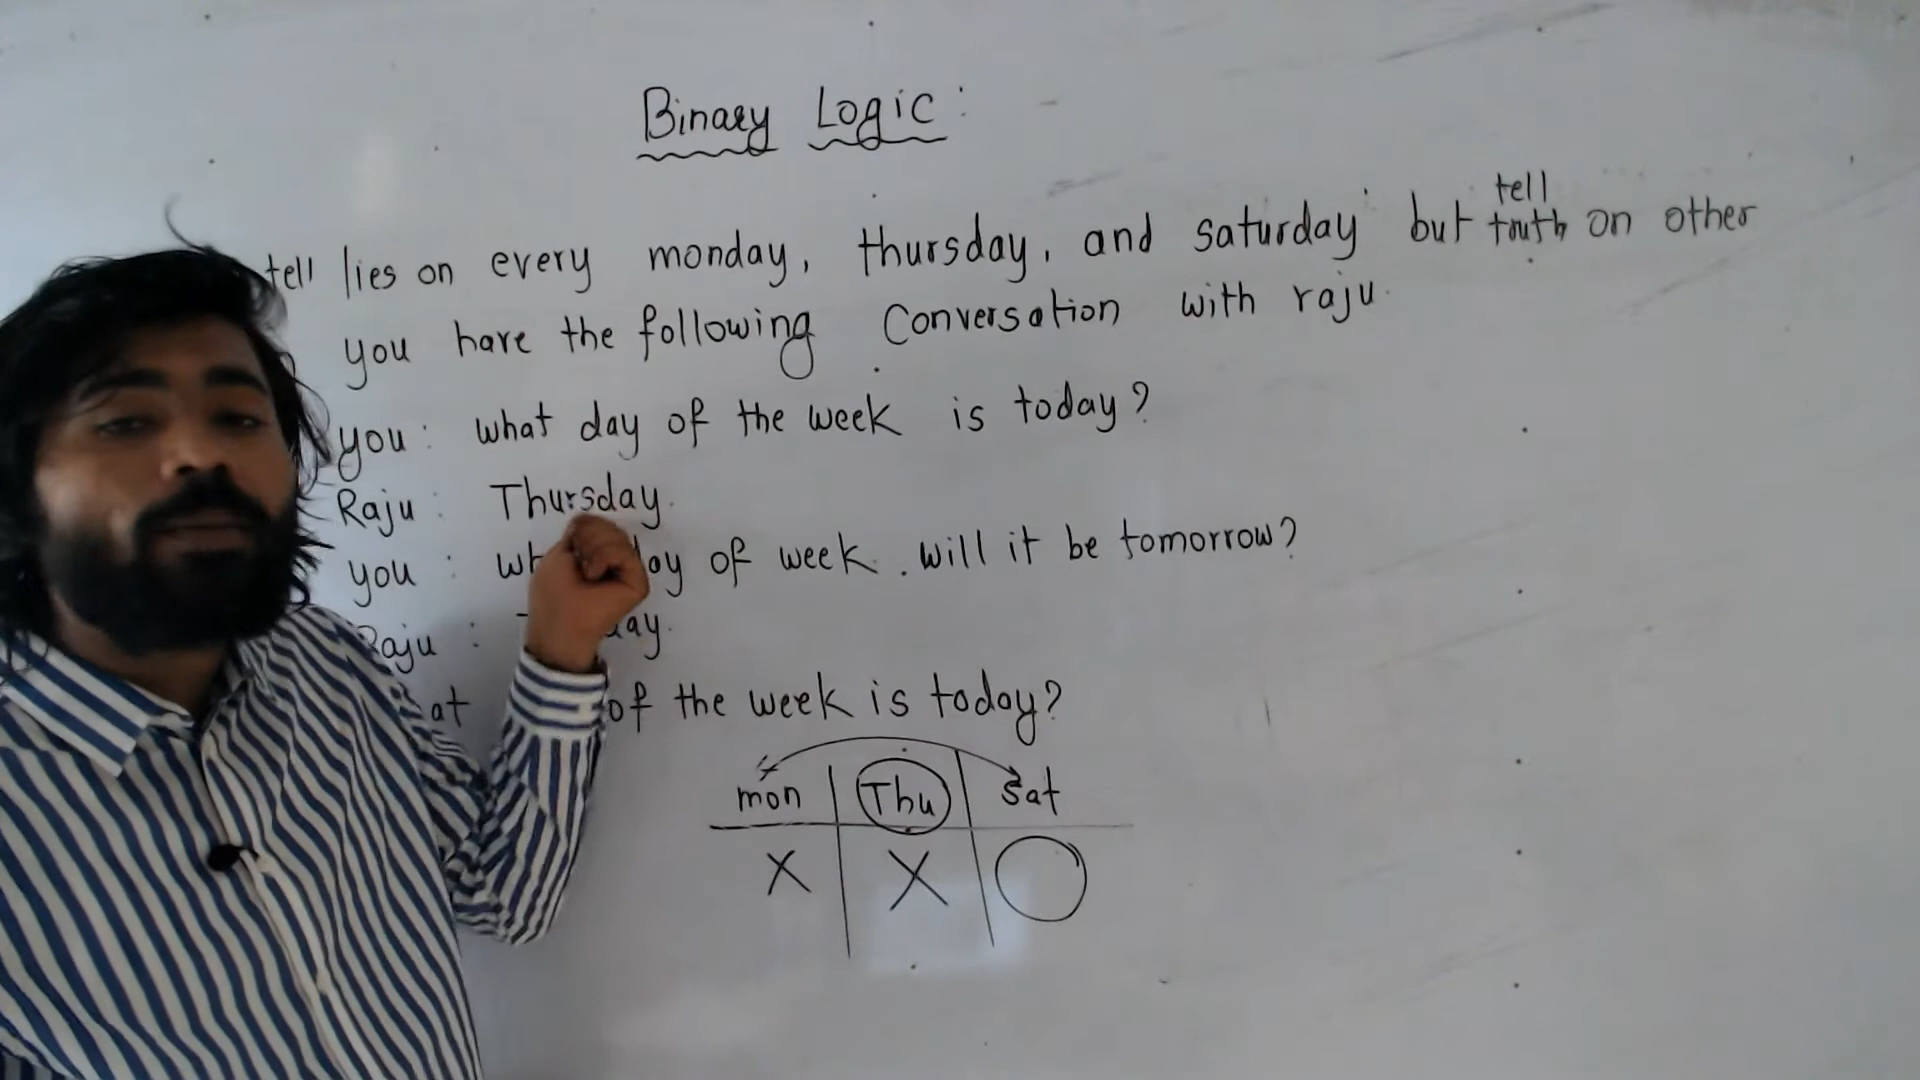 Binary Logic :
tell lies on every monday, thursday, and saturday but tell truth on other
you have the following Conversation with raju.
you : what day of the week is today?
Raju : Thursday.
you : of week . will it be tomorrow?
Raju :
of the week is today?
mon Thu Sat
X X